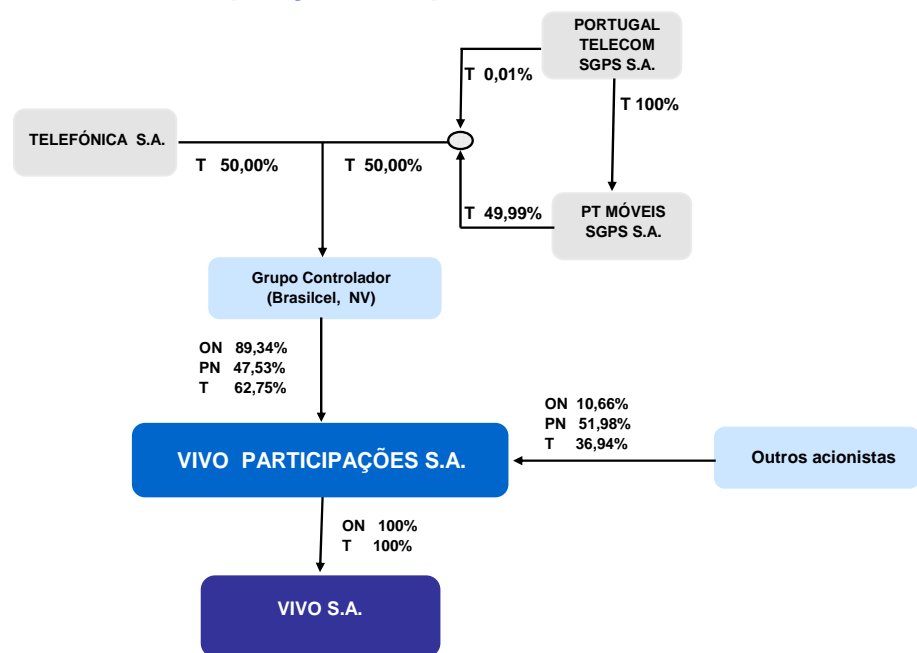 PORTUGAL
TELECOM
SGPS S.A.
T 0,01%
T 100%
TELEFÓNICA S.A.
T 50,00%
T 50,00%
T 49,99%
PT MÓVEIS
SGPS S.A.
Grupo Controlador
(Brasilcel, NV)
ON 89,34%
PN 47,53%
T 62,75%
ON 10,66%
PN 51,98%
T 36,94%
VIVO PARTICIPAÇÕES S.A.
Outros acionistas
ON 100%
T 100%
VIVO S.A.